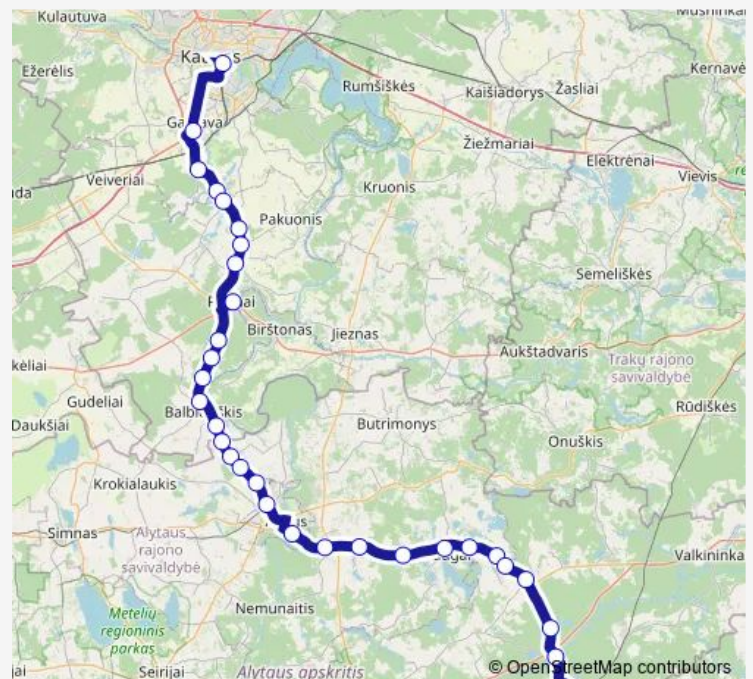 Kulautuva
Musninkai
Ežerėlis
Kernavė
Rumšiškės
Kaišiadorys
Žasliai
Žiežmariai
Elektrėnai
Vievis
Veiveriai
Kruonis
Pakuonis
Semeliškės
Birštonas
Jieznas
Aukštadvaris
Trakų rajono
savivaldybė
Gudeliai
Rūdiškės
Daukšiai
Butrimonys
Onuškis
Krokialaukis
Simnas
Alytaus
rajono
savivaldybė
Valkininka
Metelių
regioninis
parkas
Nemunaitis
Seirijai
Alytaus apskritis
© OpenStreetMap contributors